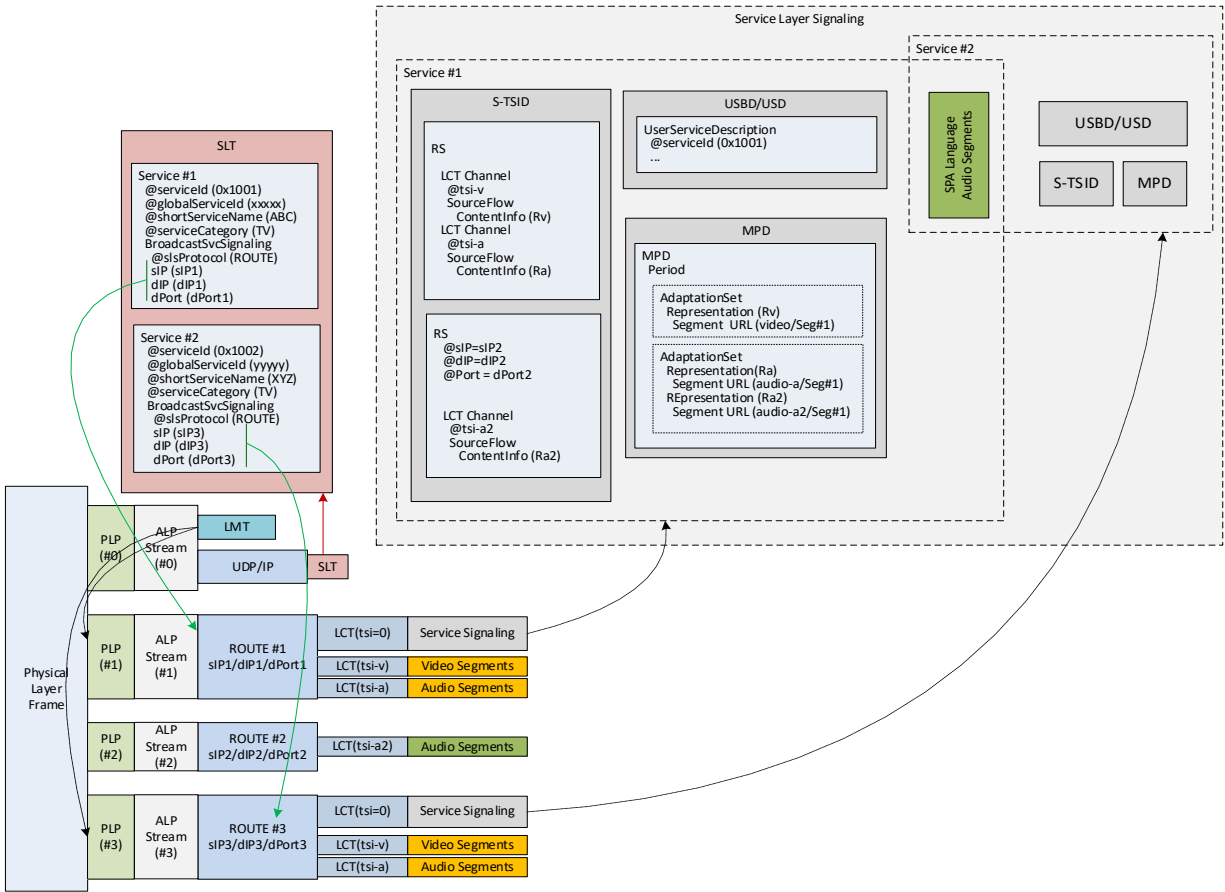 Service Layer Signaling
Service #2
Service #1
S-TSID
RS
LCT Channel
@tsi-v
SourceFlow
ContentInfo (Rv)
LCT Channel
@tsi-a
SourceFlow
ContentInfo (Ra)
RS
@sIP=sIP2
@dIP=dIP2
@Port = dPort2
LCT Channel
@tsi-a2
SourceFlow
ContentInfo (Ra2)
USBD/USD
UserServiceDescription
@serviceId (0x1001)
...
MPD
MPD
Period
AdaptationSet
Representation (Rv)
Segment URL (video/Seg#1)
AdaptationSet
Representation(Ra)
Segment URL (audio-a/Seg#1)
REpresentation (Ra2)
Segment URL (audio-a2/Seg#1)
SPA Language
Audio Segments
USBD/USD
S-TSID
MPD
SLT
Service #1
@serviceId (0x1001)
@globalServiceId (xxxxx)
@shortServiceName (ABC)
@serviceCategory (TV)
BroadcastSvcSignaling
@slsProtocol (ROUTE)
sIP (sIP1)
dIP (dIP1)
dPort (dPort1)
Service #2
@serviceId (0x1002)
@globalServiceId (yyyyy)
@shortServiceName (XYZ)
@serviceCategory (TV)
BroadcastSvcSignaling
@slsProtocol (ROUTE)
sIP (sIP3)
dIP (dIP3)
dPort (dPort3)
Physical
Layer
Frame
PLP
(#0)
ALP
Stream
(#0)
LMT
UDP/IP
SLT
PLP
(#1)
ALP
Stream
(#1)
ROUTE #1
sIP1/dIP1/dPort1
LCT(tsi=0)
Service Signaling
LCT(tsi-v)
Video Segments
LCT(tsi-a)
Audio Segments
PLP
(#2)
ALP
Stream
(#2)
ROUTE #2
sIP2/dIP2/dPort2
LCT(tsi-a2)
Audio Segments
PLP
(#3)
ALP
Stream
(#3)
ROUTE #3
sIP3/dIP3/dPort3
LCT(tsi=0)
Service Signaling
LCT(tsi-v)
Video Segments
LCT(tsi-a)
Audio Segments